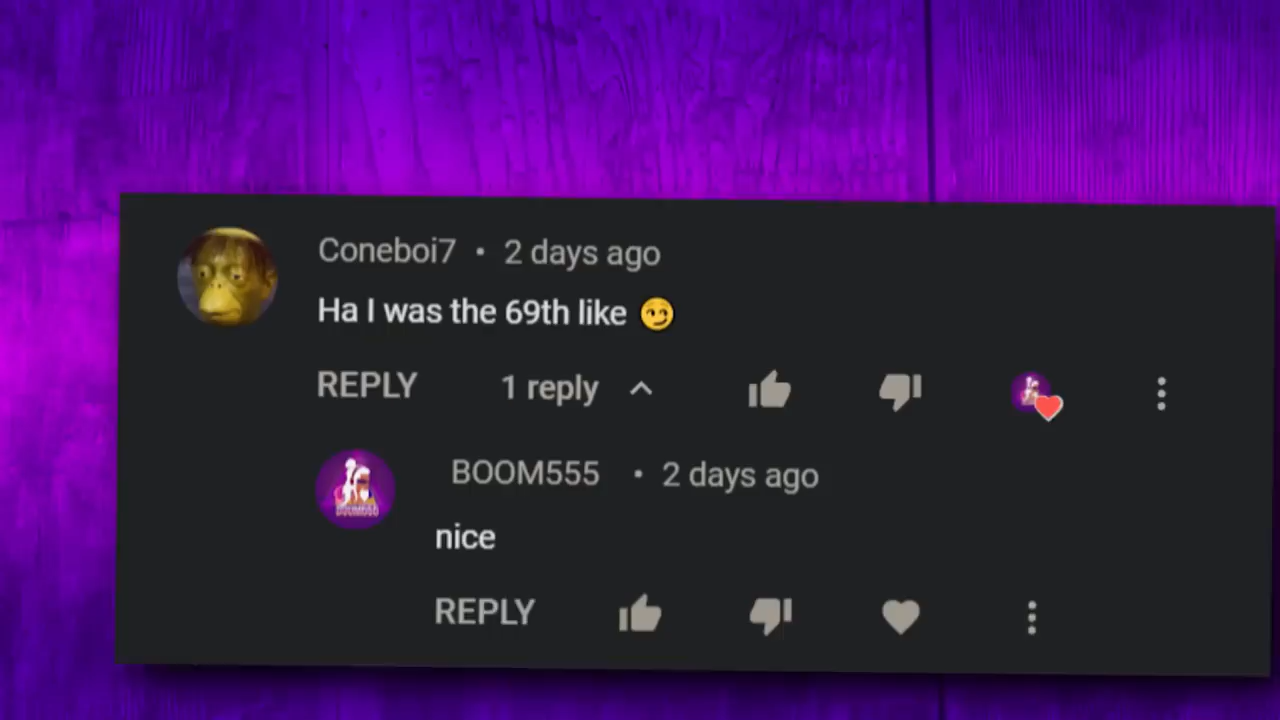 Coneboi7 • 2 days ago
Ha I was the 69th like 😏
REPLY 1 reply
BOOM555 • 2 days ago
nice
REPLY